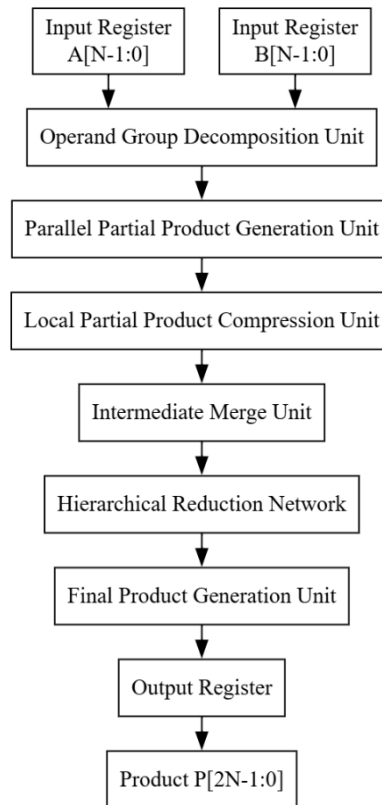 Input Register
A[N-1:0]
Input Register
B[N-1:0]
Operand Group Decomposition Unit
Parallel Partial Product Generation Unit
Local Partial Product Compression Unit
Intermediate Merge Unit
Hierarchical Reduction Network
Final Product Generation Unit
Output Register
Product P[2N-1:0]